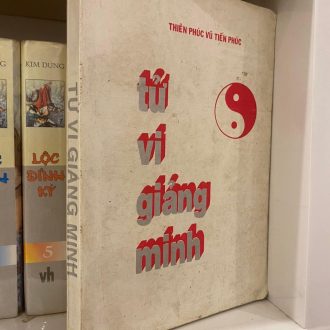 KIM DUNG
LỘC
ĐỈNH
KÝ
5
vh
TỬ VI GIẢNG MINH
THIÊN PHÚC VŨ TIẾN PHÚC
tử
vi
giảng
minh